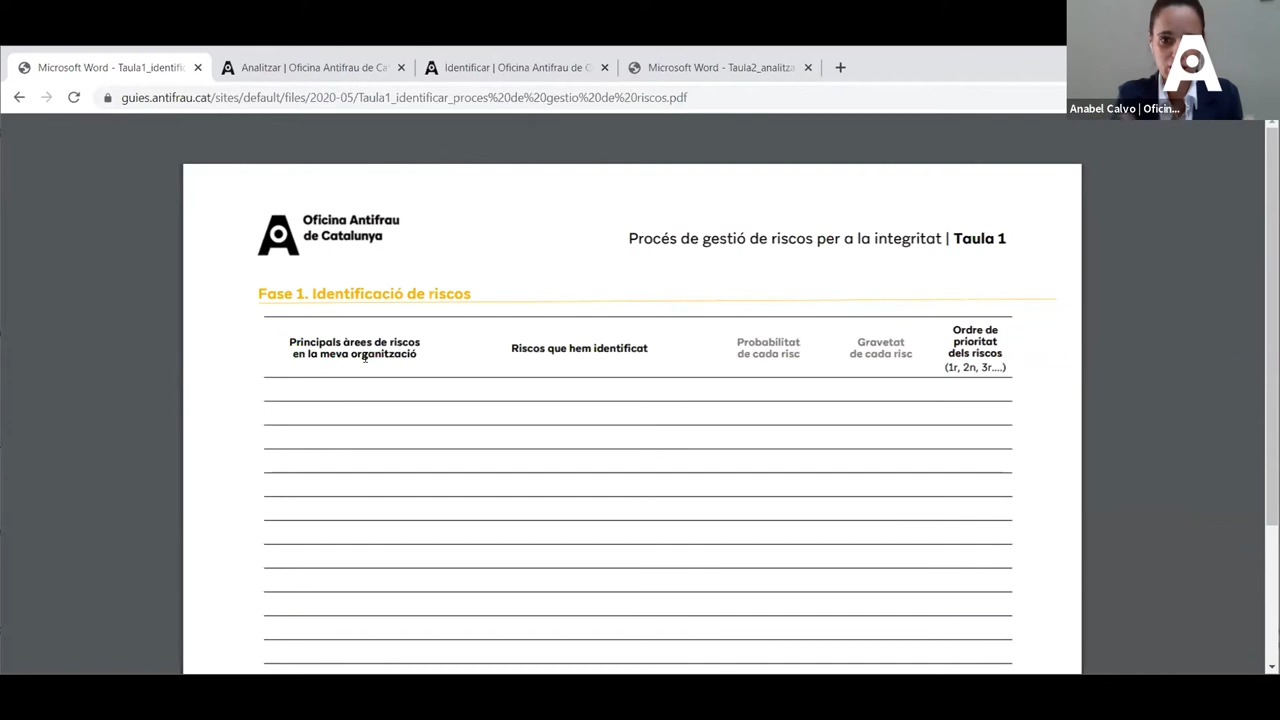 Microsoft Word - Taula1_identific
Analitzar | Oficina Antifrau de Ca
Identi
Oficina Antifrau de
Microsoft Word - Taula2_analitza
guies.antifrau.cat/sites/default/files/2020-05/Taula1_identificar_proces%20de%20gestio%20de%20riscos.pdf
Anabel Calvo | Oficin...
Oficina Antifrau
de Catalunya
Procés de gestió de riscos per a la integritat | Taula 1
Fase 1. Identificació de riscos
Principals àrees de riscos
en la meva organització
Riscos que hem identificat
Probabilitat
de cada risc
Gravetat
de cada risc
Ordre de
prioritat
dels riscos
(1r, 2n, 3r....)